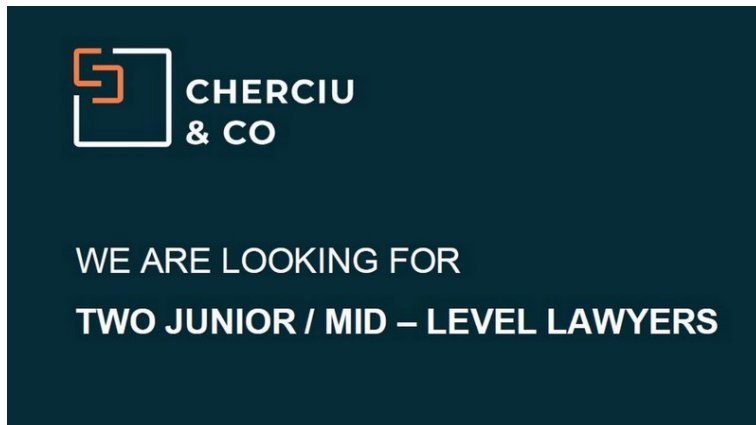 CHERCIU
& CO
WE ARE LOOKING FOR
TWO JUNIOR / MID – LEVEL LAWYERS